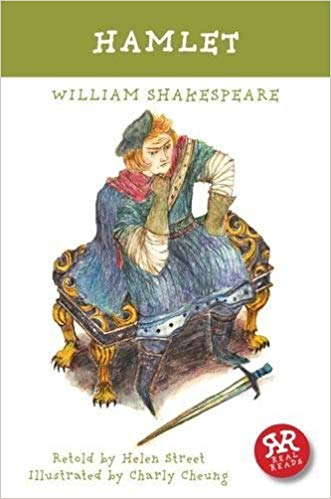 HAMLET
WILLIAM SHAKESPEARE
Retold by Helen Street
Illustrated by Charly Cheung
RR
REAL READS